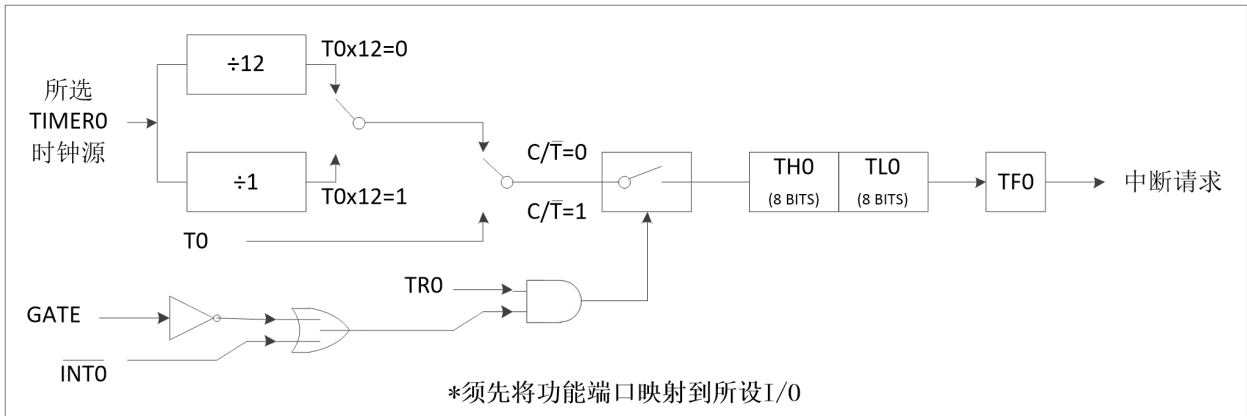 ÷12
T0x12=0
所选
TIMER0
时钟源
÷1
T0x12=1
T0
C/T̅=0
C/T̅=1
TH0
(8 BITS)
TL0
(8 BITS)
TF0
中断请求
TR0
GATE
I̅N̅T̅0̅
*须先将功能端口映射到所设I/0